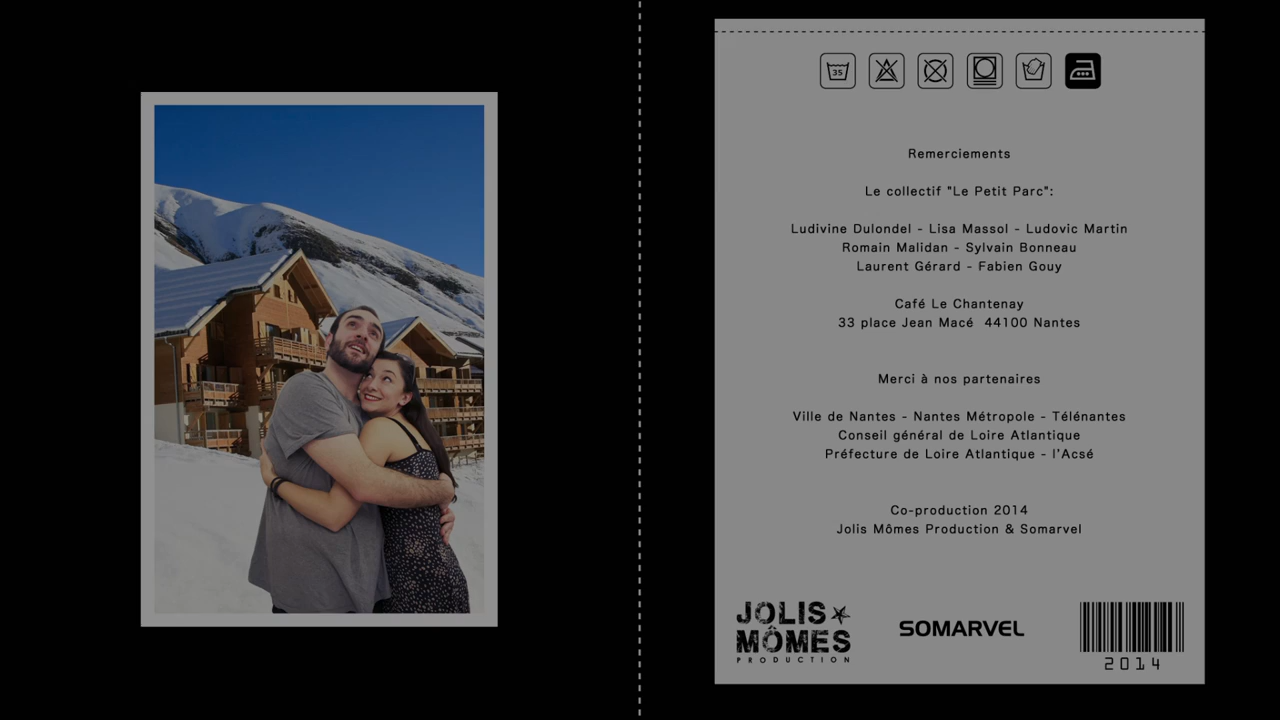 35
Remerciements
Le collectif "Le Petit Parc":
Ludivine Dulondel - Lisa Massol - Ludovic Martin
Romain Malidan - Sylvain Bonneau
Laurent Gérard - Fabien Gouy
Café Le Chantenay
33 place Jean Macé 44100 Nantes
Merci à nos partenaires
Ville de Nantes - Nantes Métropole - Télénantes
Conseil général de Loire Atlantique
Préfecture de Loire Atlantique - l'Acsé
Co-production 2014
Jolis Mômes Production & Somarvel
JOLIS
MÔMES
PRODUCTION
SOMARVEL
2014